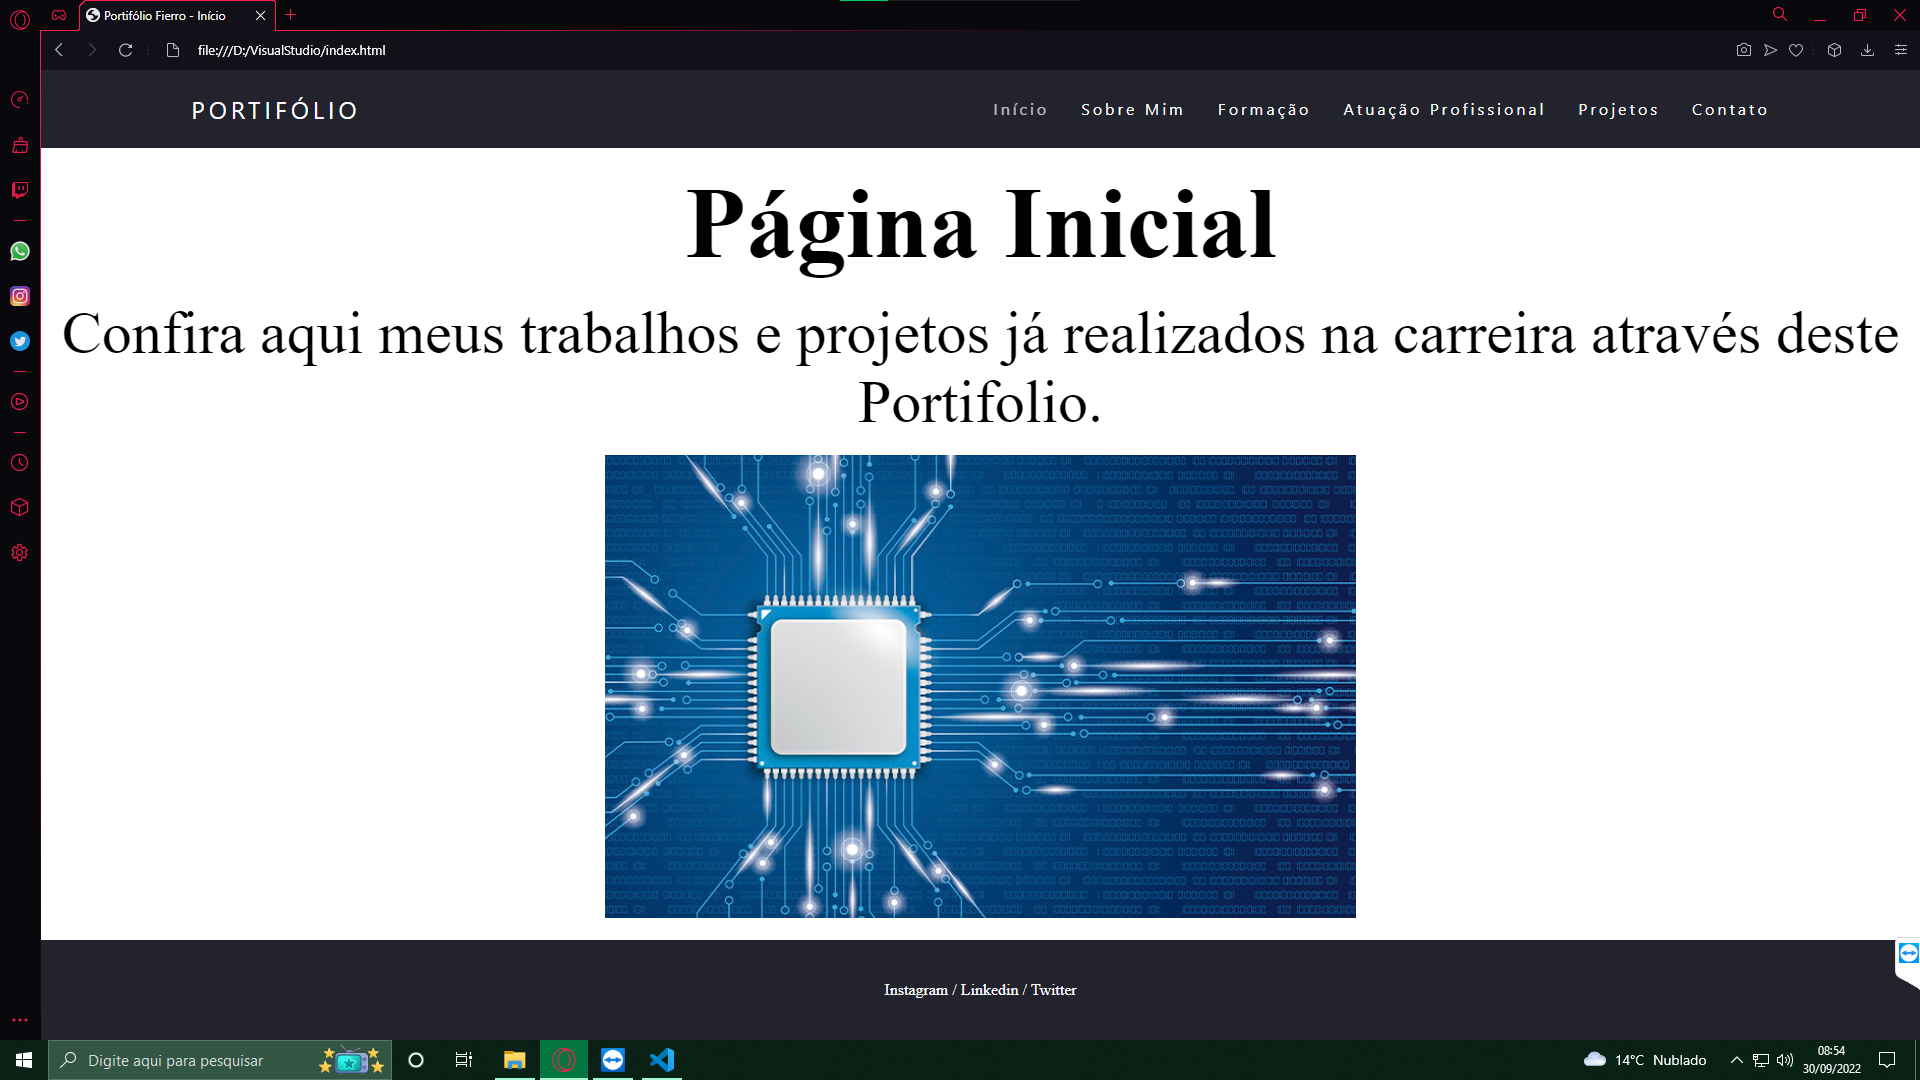 Portifólio Fierro - Início
file:///D:/VisualStudio/index.html
PORTIFÓLIO
Início Sobre Mim Formação Atuação Profissional Projetos Contato
Página Inicial
Confira aqui meus trabalhos e projetos já realizados na carreira através deste
Portifolio.
Instagram / Linkedin / Twitter
Digite aqui para pesquisar
14°C Nublado
08:54
30/09/2022